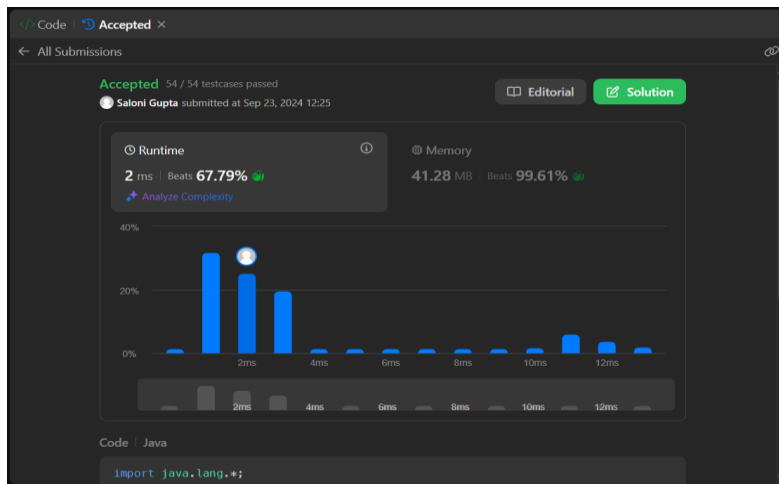 </> Code Accepted ×
← All Submissions
Accepted 54 / 54 testcases passed
Saloni Gupta submitted at Sep 23, 2024 12:25
Editorial
Solution
Runtime
2 ms | Beats 67.79%
Analyze Complexity
Memory
41.28 MB | Beats 99.61%
40%
20%
0%
2ms 4ms 6ms 8ms 10ms 12ms
2ms 4ms 6ms 8ms 10ms 12ms
Code | Java
import java.lang.*;